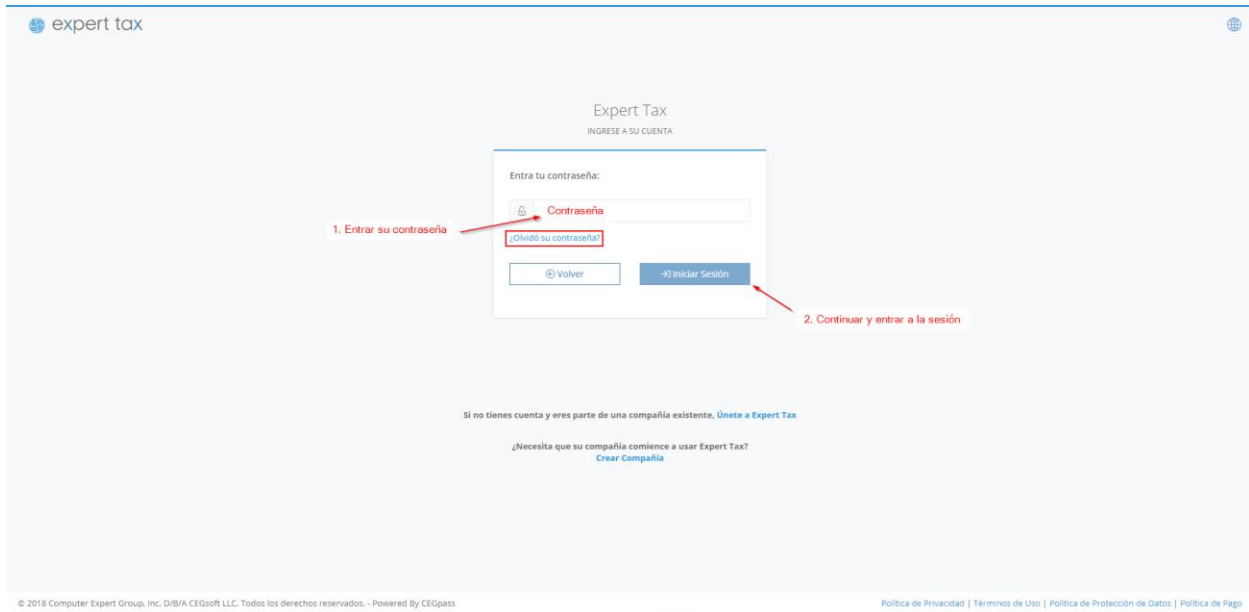 expert tax
Expert Tax
INGRESE A SU CUENTA
Entra tu contraseña:
Contraseña
1. Entrar su contraseña
¿Olvidó su contraseña?
Volver
Iniciar Sesión
2. Continuar y entrar a la sesión
Si no tienes cuenta y eres parte de una compañía existente, Únete a Expert Tax
¿Necesita que su compañía comience a usar Expert Tax?
Crear Compañía
© 2018 Computer Expert Group, Inc. D/B/A CEGsoft LLC. Todos los derechos reservados. - Powered By CEGpass
Política de Privacidad | Términos de Uso | Política de Protección de Datos | Política de Pago